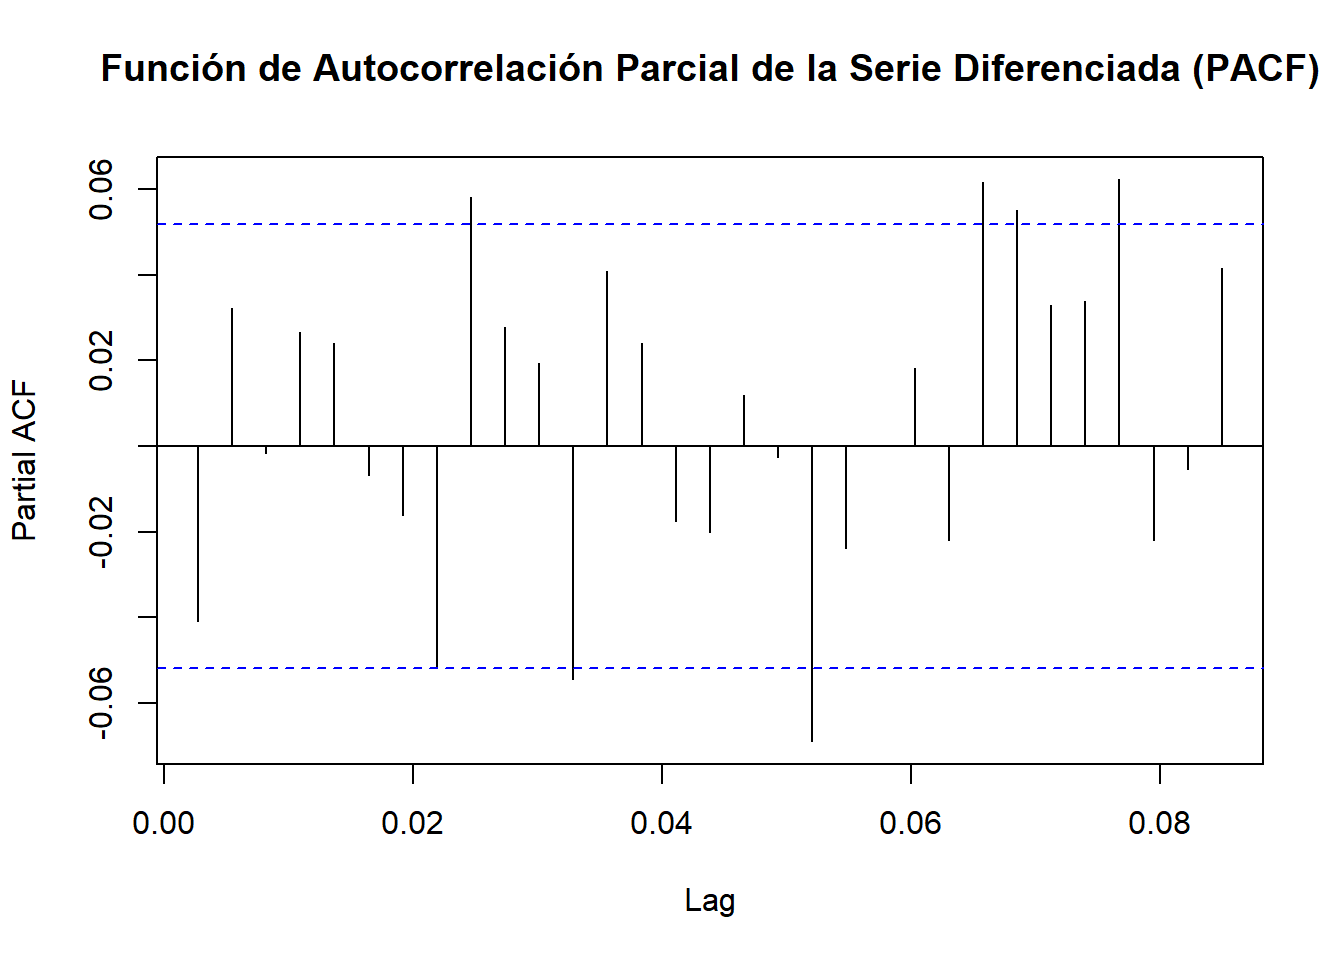 Función de Autocorrelación Parcial de la Serie Diferenciada (PACF)
Partial ACF
0.06
0.02
-0.02
-0.06
0.00 0.02 0.04 0.06 0.08
Lag